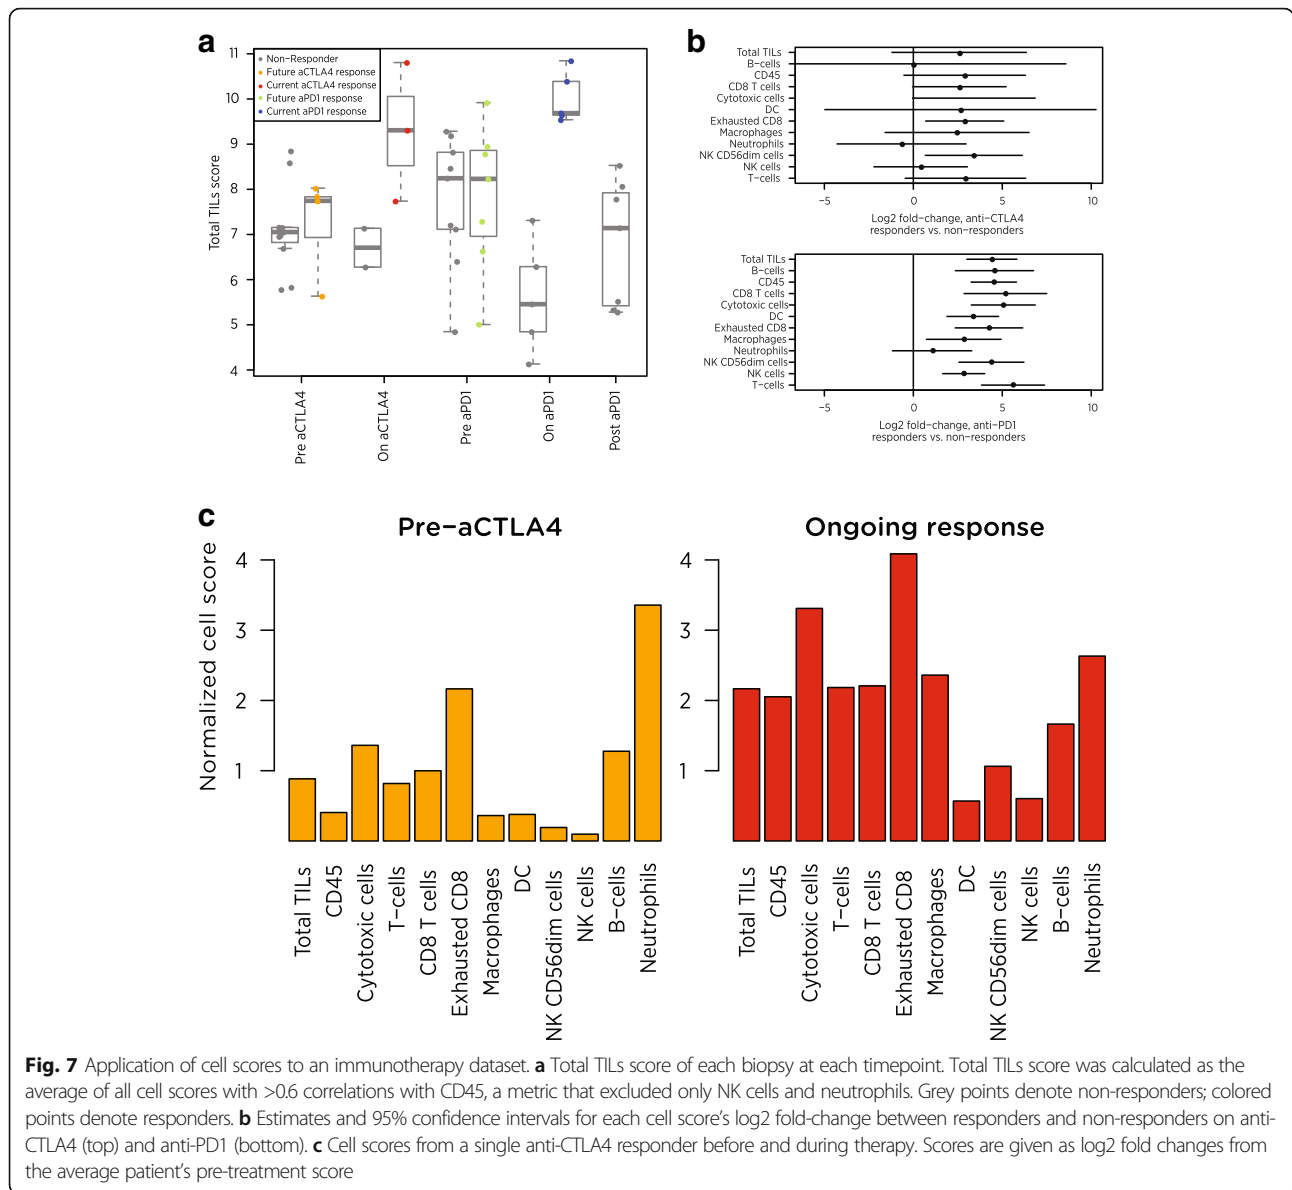 a
11
10
9
8
7
6
5
4
Total TILs score
Non-Responder
Future aCTLA4 response
Current aCTLA4 response
Future aPD1 response
Current aPD1 response
Pre aCTLA4
On aCTLA4
Pre aPD1
On aPD1
Post aPD1
b
Total TILs
B-cells
CD45
CD8 T cells
Cytotoxic cells
DC
Exhausted CD8
Macrophages
Neutrophils
NK CD56dim cells
NK cells
T-cells
−5 0 5 10
Log2 fold-change, anti-CTLA4
responders vs. non-responders
Total TILs
B-cells
CD45
CD8 T cells
Cytotoxic cells
DC
Exhausted CD8
Macrophages
Neutrophils
NK CD56dim cells
NK cells
T-cells
−5 0 5 10
Log2 fold-change, anti-PD1
responders vs. non-responders
c
Pre−aCTLA4
Normalized cell score
4
3
2
1
Total TILs
CD45
Cytotoxic cells
T−cells
CD8 T cells
Exhausted CD8
Macrophages
DC
NK CD56dim cells
NK cells
B−cells
Neutrophils
Ongoing response
4
3
2
1
Total TILs
CD45
Cytotoxic cells
T−cells
CD8 T cells
Exhausted CD8
Macrophages
DC
NK CD56dim cells
NK cells
B−cells
Neutrophils
Fig. 7 Application of cell scores to an immunotherapy dataset. a Total TILs score of each biopsy at each timepoint. Total TILs score was calculated as the
average of all cell scores with >0.6 correlations with CD45, a metric that excluded only NK cells and neutrophils. Grey points denote non-responders; colored
points denote responders. b Estimates and 95% confidence intervals for each cell score's log2 fold-change between responders and non-responders on anti-
CTLA4 (top) and anti-PD1 (bottom). c Cell scores from a single anti-CTLA4 responder before and during therapy. Scores are given as log2 fold changes from
the average patient's pre-treatment score